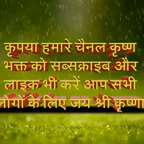 कृपया हमारे चैनल कृष्ण
भक्त को सब्सक्राइब और
लाइक भी करें आप सभी
लोगों के लिए जय श्री कृष्णा